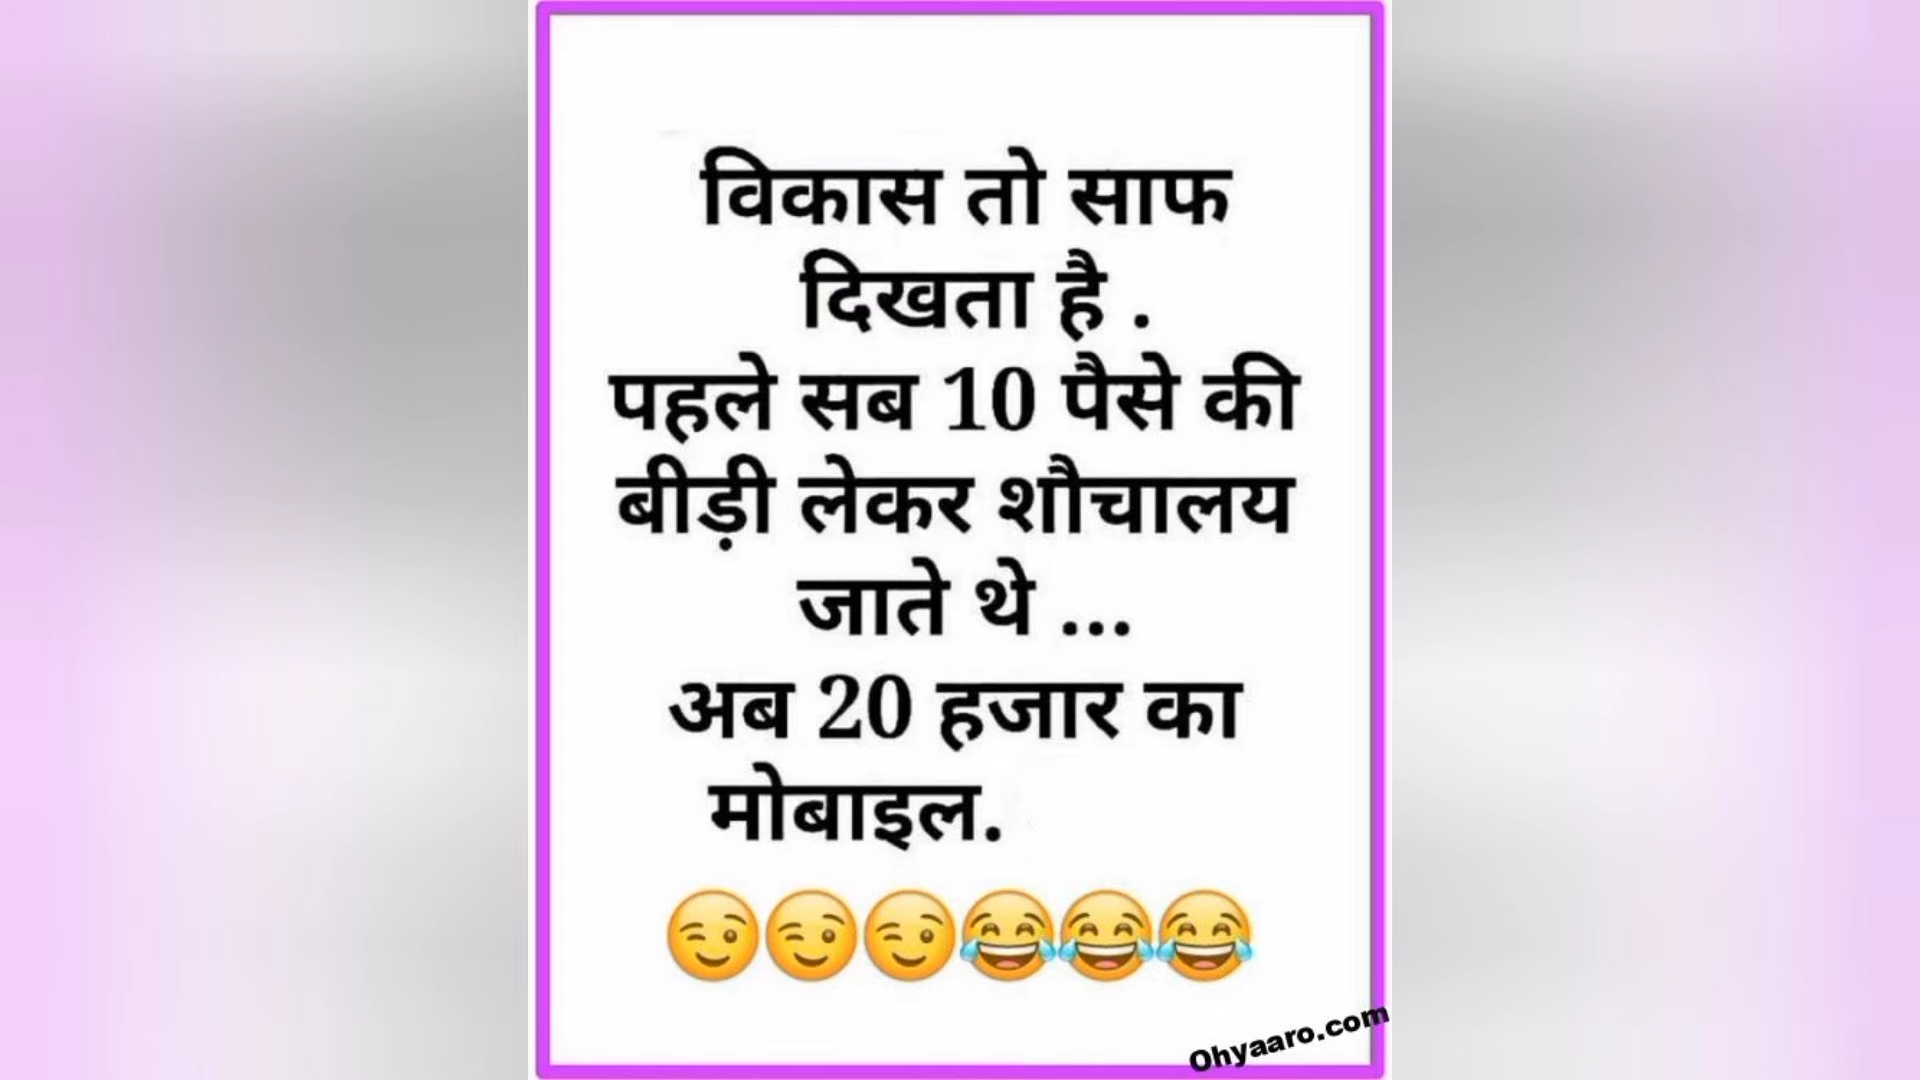 विकास तो साफ
दिखता है .
पहले सब 10 पैसे की
बीड़ी लेकर शौचालय
जाते थे ...
अब 20 हजार का
मोबाइल.
😉😉😉😂😂😂
Ohyaaro.com